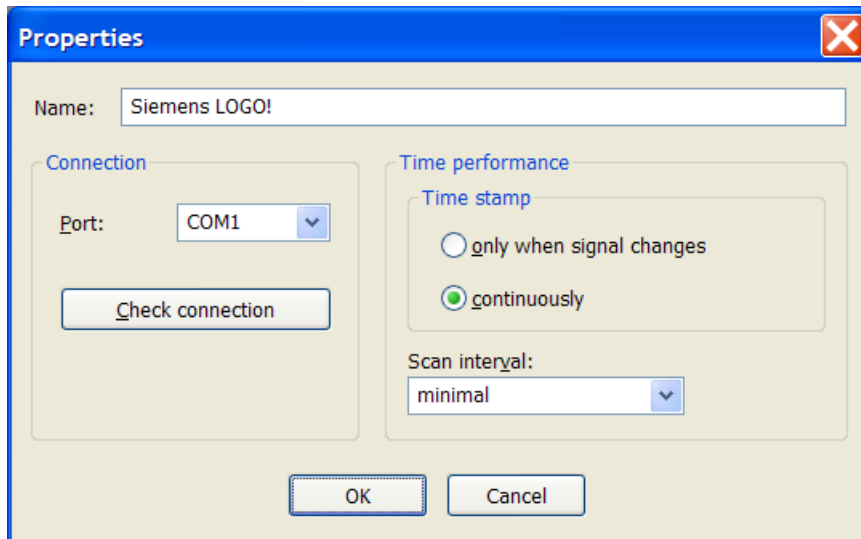 Properties
Name: Siemens LOGO!
Connection
Port: COM1
Check connection
Time performance
Time stamp
only when signal changes
continuously
Scan interval:
minimal
OK Cancel